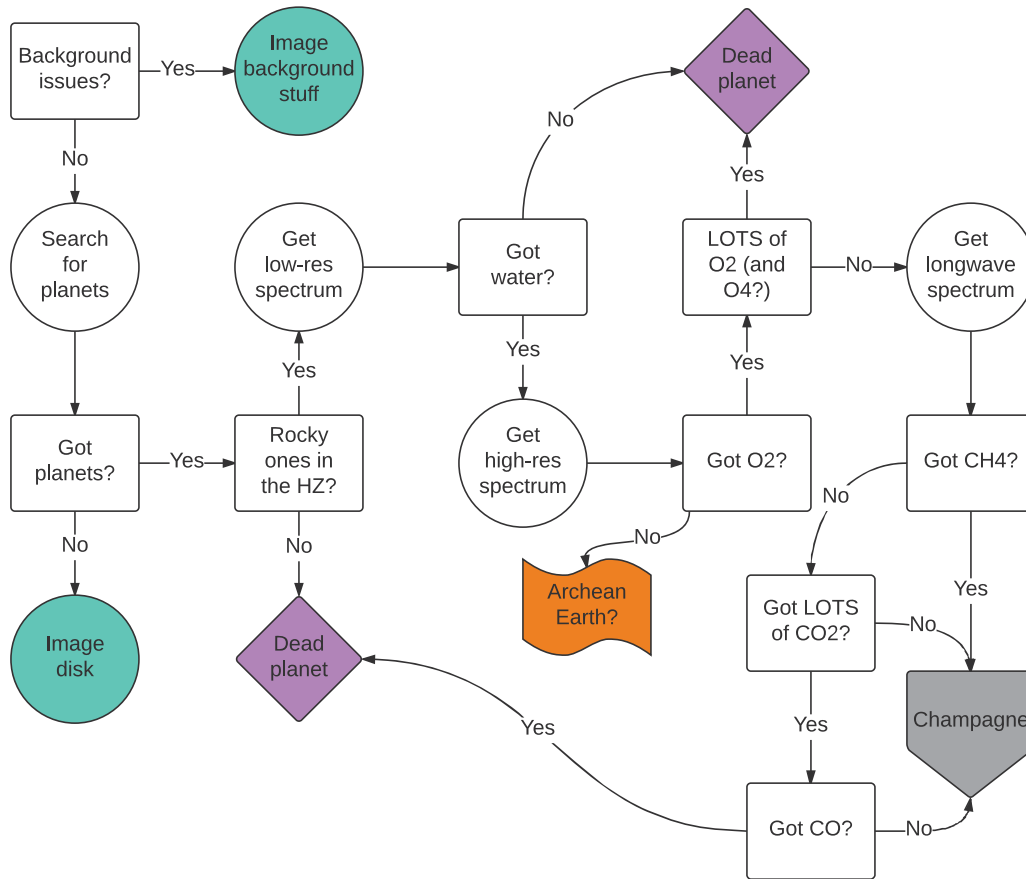 Background
issues?
Yes
Image
background
stuff
Dead
planet
No
No
Yes
Search
for
planets
Get
low-res
spectrum
Got
water?
LOTS of
O2 (and
O4?)
No
Get
longwave
spectrum
Yes
Yes
Yes
Got
planets?
Yes
Rocky
ones in
the HZ?
Get
high-res
spectrum
Got O2?
Got CH4?
No
No
No
No
Archean
Earth?
Yes
Image
disk
Dead
planet
Got LOTS
of CO2?
No
Yes
Yes
Champagne
Got CO?
No